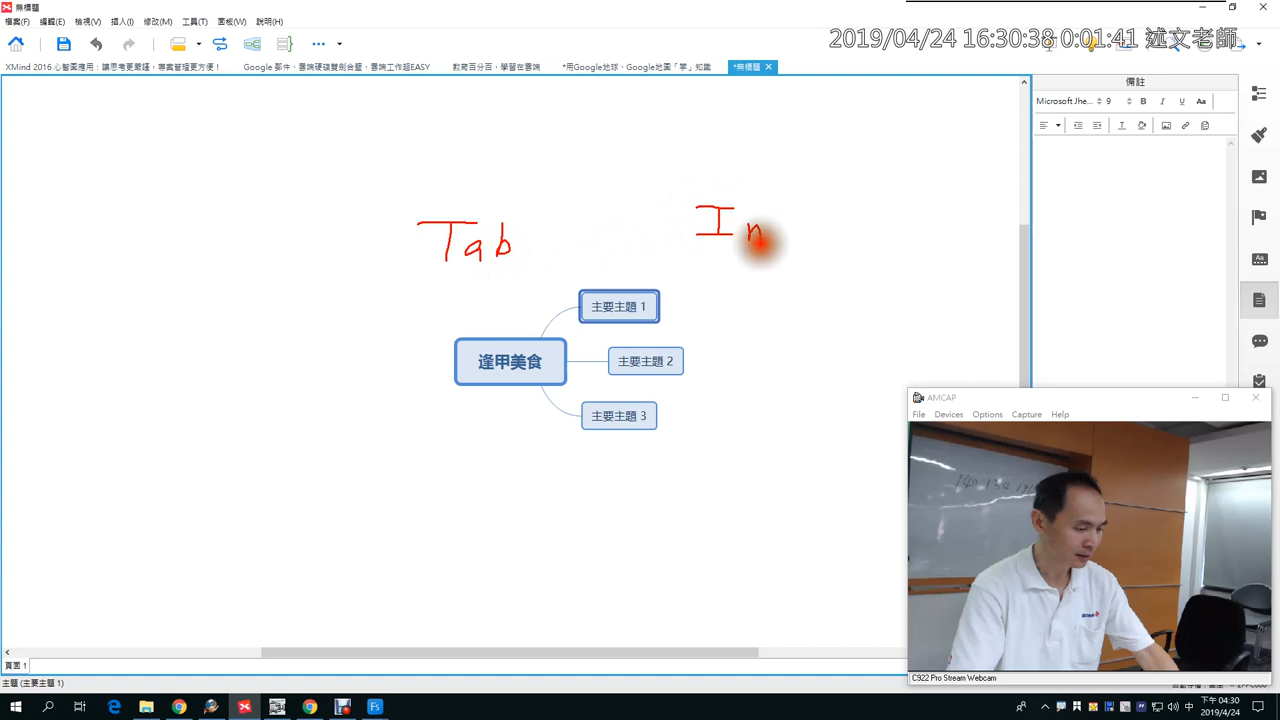 無標題
檔案(F) 編輯(E) 檢視(V) 插入(I) 修改(M) 工具(T) 面板(W) 說明(H)
2019/04/24 16:30:38 0:01:41 述文老師
XMind 2016 心智圖應用：讓思考更嚴謹，專案管理更方便！ Google 郵件、雲端硬碟雙劍合璧，雲端工作超EASY 教育百分百，學習在雲端 *用Google地球、Google地圖「掌」知識 *無標題
備註
Microsoft Jhe... 9 B I U Aa
Tab
In
主要主題 1
逢甲美食
主要主題 2
主要主題 3
AMCAP
File Devices Options Capture Help
C922 Pro Stream Webcam
頁面 1
主題 (主要主題 1)
中
下午 04:30
2019/4/24